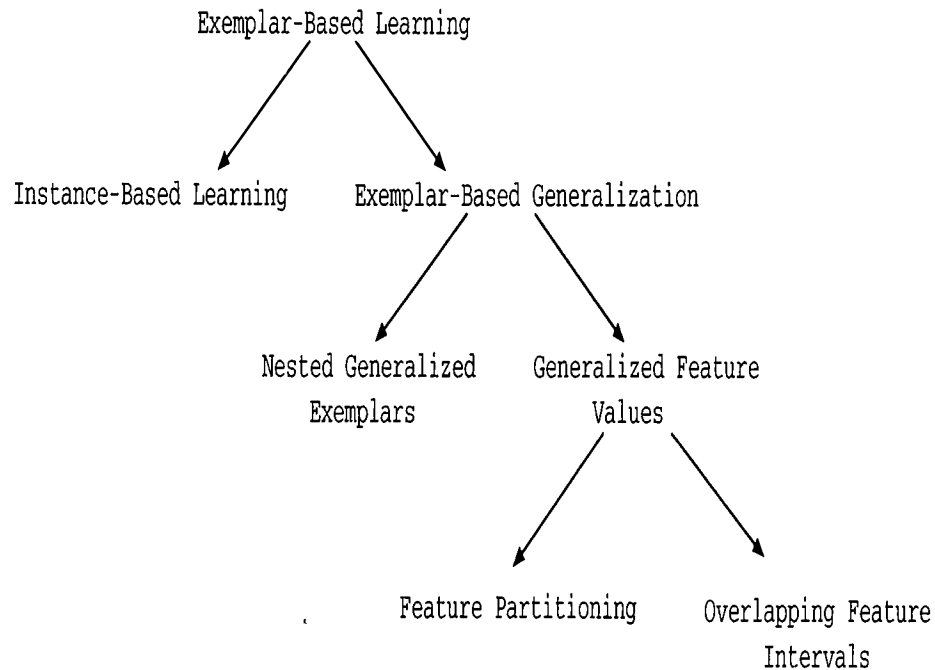 Exemplar-Based Learning
Instance-Based Learning
Exemplar-Based Generalization
Nested Generalized
Exemplars
Generalized Feature
Values
Feature Partitioning
Overlapping Feature
Intervals